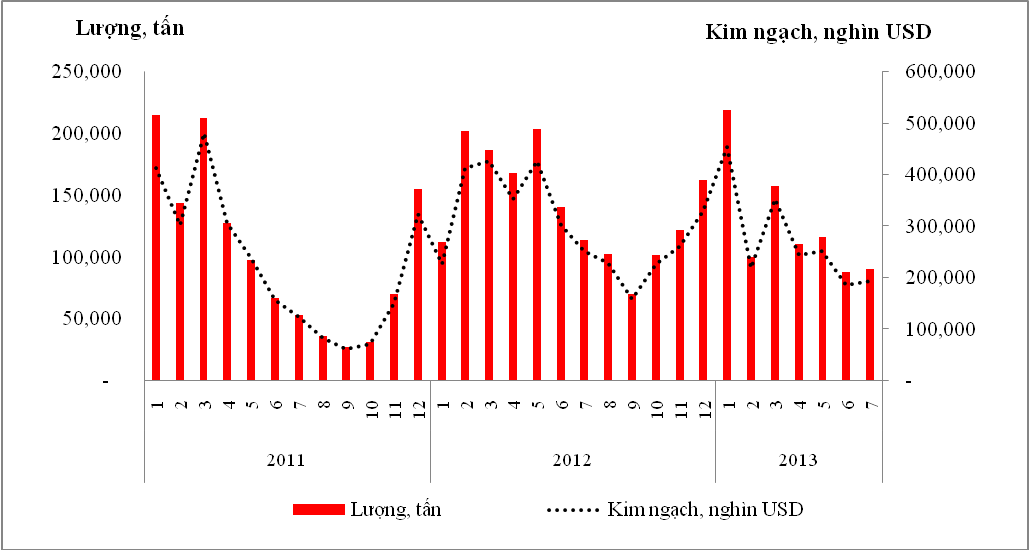 Lượng, tấn
Kim ngạch, nghìn USD
250,000
200,000
150,000
100,000
50,000
-
600,000
500,000
400,000
300,000
200,000
100,000
-
1 2 3 4 5 6 7 8 9 10 11 12 1 2 3 4 5 6 7 8 9 10 11 12 1 2 3 4 5 6 7
2011 2012 2013
Lượng, tấn Kim ngạch, nghìn USD